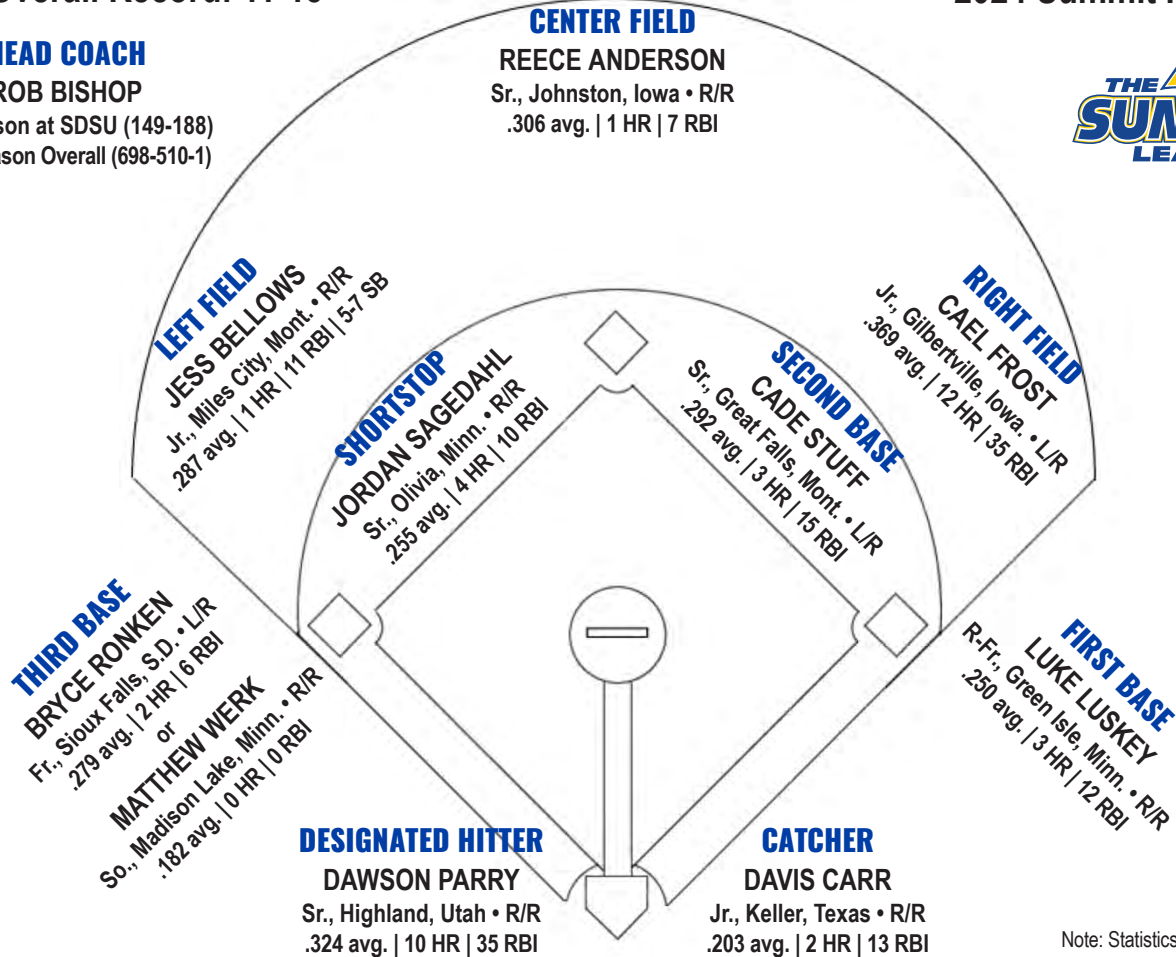 CENTER FIELD
REECE ANDERSON
Sr., Johnston, Iowa • R/R
.306 avg. | 1 HR | 7 RBI
HEAD COACH
ROB BISHOP
son at SDSU (149-188)
ason Overall (698-510-1)
THE
LEFT FIELD
JESS BELLOWS
Jr., Miles City, Mont. • R/R
.287 avg. | 1 HR | 11 RBI | 5-7 SB
SHORTSTOP
JORDAN SAGEDAHL
Sr., Olivia, Minn. • R/R
.255 avg. | 4 HR | 10 RBI
SECOND BASE
CADE STUFF
Sr., Great Falls, Mont. • L/R
.292 avg. | 3 HR | 15 RBI
RIGHT FIELD
CAEL FROST
Jr., Gilbertville, Iowa. • L/R
.369 avg. | 12 HR | 35 RBI
THIRD BASE
BRYCE RONKEN
Fr., Sioux Falls, S.D. • L/R
.279 avg. | 2 HR | 6 RBI
or
MATTHEW WERK
So., Madison Lake, Minn. • R/R
.182 avg. | 0 HR | 0 RBI
FIRST BASE
LUKE LUSKEY
R-Fr., Green Isle, Minn. • R/R
.250 avg. | 3 HR | 12 RBI
DESIGNATED HITTER
DAWSON PARRY
Sr., Highland, Utah • R/R
.324 avg. | 10 HR | 35 RBI
CATCHER
DAVIS CARR
Jr., Keller, Texas • R/R
.203 avg. | 2 HR | 13 RBI
Note: Statistics